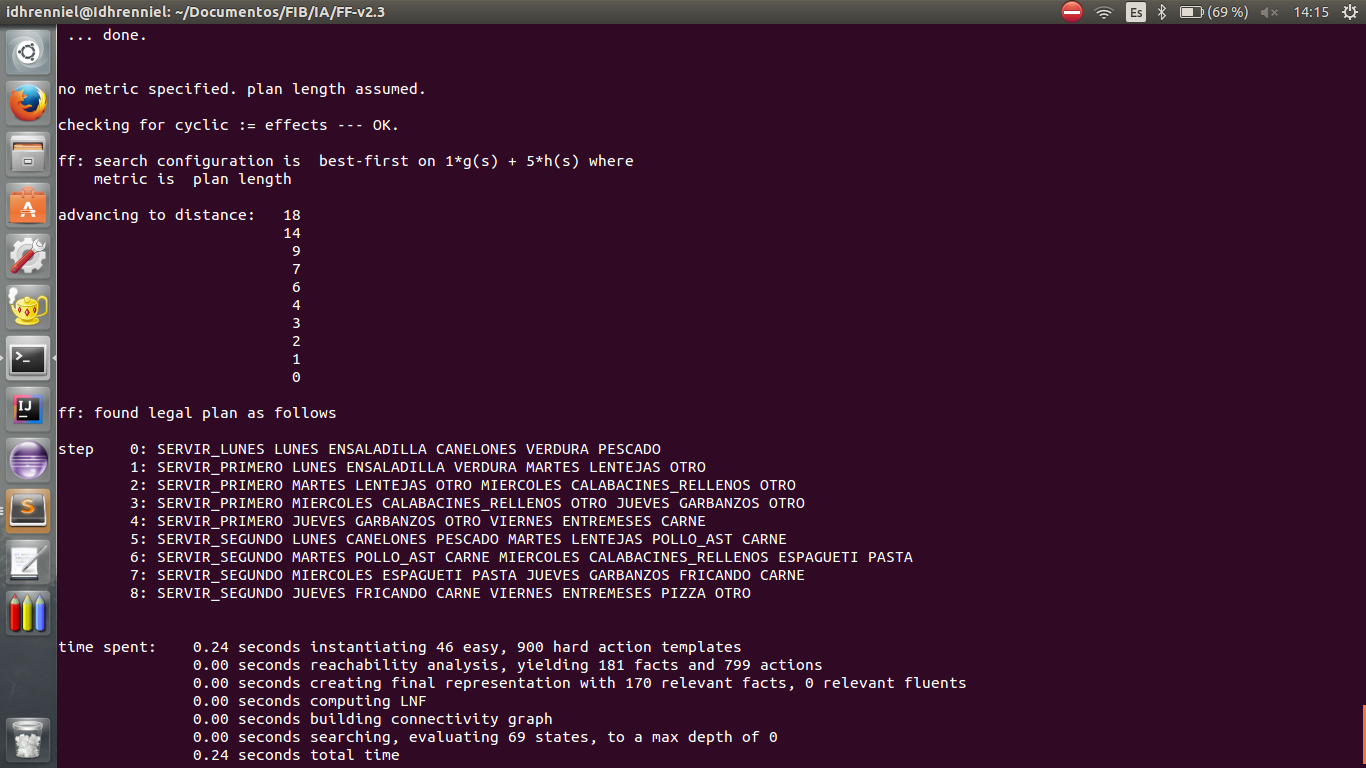 idhrenniel@Idhrenniel: ~/Documentos/FIB/IA/FF-v2.3 Es (69 %) 14:15
... done.
no metric specified. plan length assumed.
checking for cyclic := effects --- OK.
ff: search configuration is  best-first on 1*g(s) + 5*h(s) where
metric is  plan length
advancing to distance:   18
14
9
7
6
4
3
2
1
0
ff: found legal plan as follows
step    0: SERVIR_LUNES LUNES ENSALADILLA CANELONES VERDURA PESCADO
1: SERVIR_PRIMERO LUNES ENSALADILLA VERDURA MARTES LENTEJAS OTRO
2: SERVIR_PRIMERO MARTES LENTEJAS OTRO MIERCOLES CALABACINES_RELLENOS OTRO
3: SERVIR_PRIMERO MIERCOLES CALABACINES_RELLENOS OTRO JUEVES GARBANZOS OTRO
4: SERVIR_PRIMERO JUEVES GARBANZOS OTRO VIERNES ENTREMESES CARNE
5: SERVIR_SEGUNDO LUNES CANELONES PESCADO MARTES LENTEJAS POLLO_AST CARNE
6: SERVIR_SEGUNDO MARTES POLLO_AST CARNE MIERCOLES CALABACINES_RELLENOS ESPAGUETI PASTA
7: SERVIR_SEGUNDO MIERCOLES ESPAGUETI PASTA JUEVES GARBANZOS FRICANDO CARNE
8: SERVIR_SEGUNDO JUEVES FRICANDO CARNE VIERNES ENTREMESES PIZZA OTRO
time spent:    0.24 seconds instantiating 46 easy, 900 hard action templates
0.00 seconds reachability analysis, yielding 181 facts and 799 actions
0.00 seconds creating final representation with 170 relevant facts, 0 relevant fluents
0.00 seconds computing LNF
0.00 seconds building connectivity graph
0.00 seconds searching, evaluating 69 states, to a max depth of 0
0.24 seconds total time